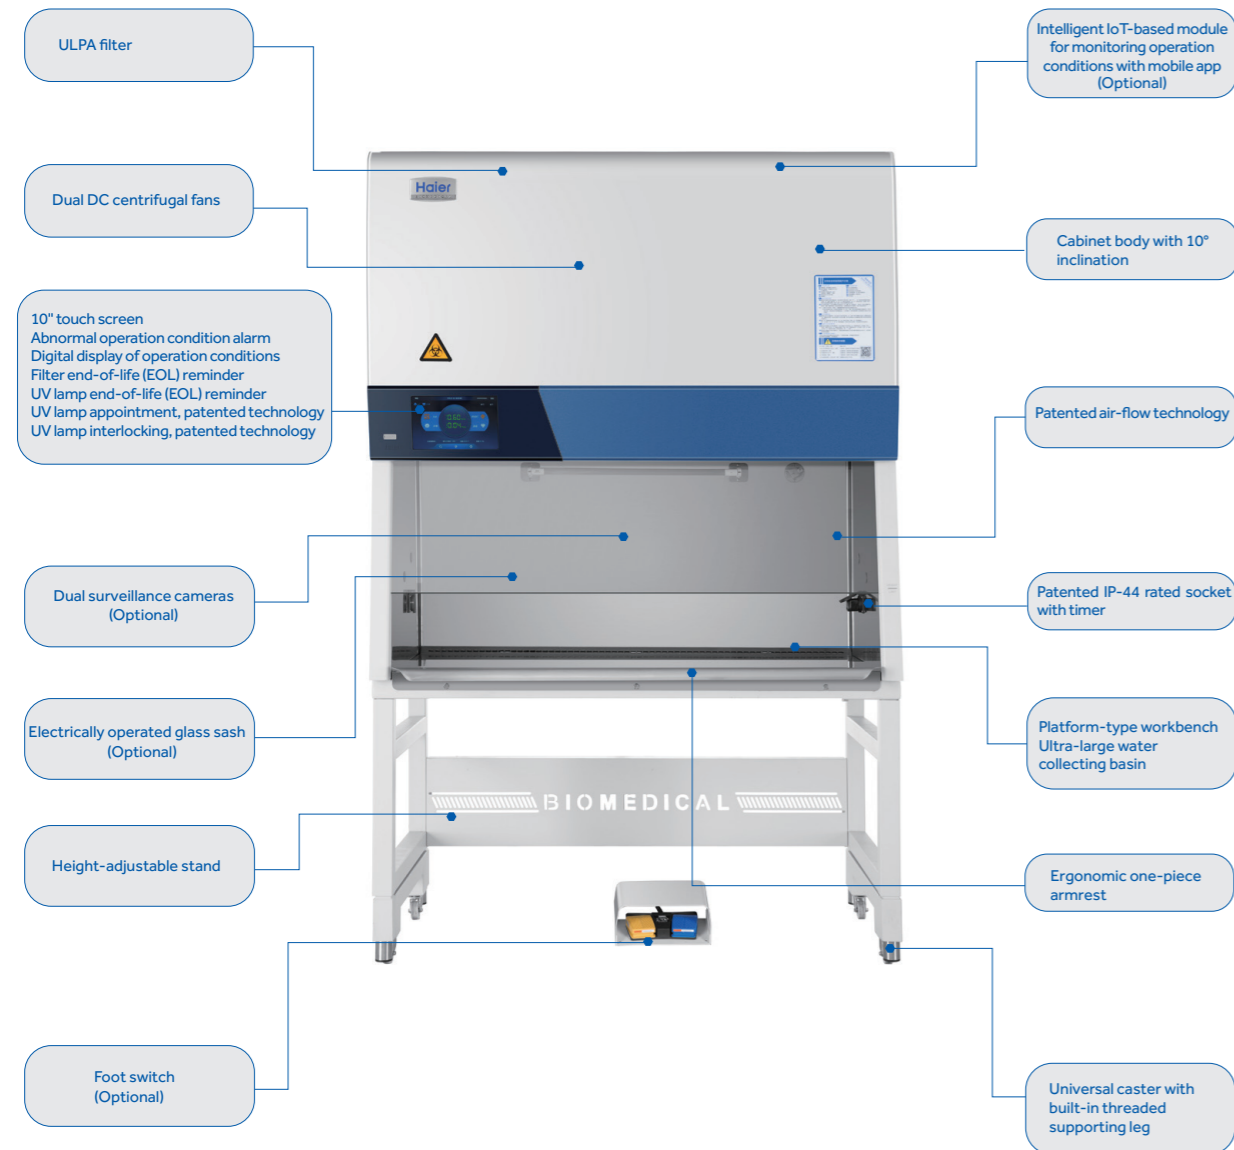 ULPA filter
Intelligent IoT-based module
for monitoring operation
conditions with mobile app
(Optional)
Haier
Dual DC centrifugal fans
Cabinet body with 10°
inclination
10" touch screen
Abnormal operation condition alarm
Digital display of operation conditions
Filter end-of-life (EOL) reminder
UV lamp end-of-life (EOL) reminder
UV lamp appointment, patented technology
UV lamp interlocking, patented technology
Patented air-flow technology
Dual surveillance cameras
(Optional)
Patented IP-44 rated socket
with timer
Electrically operated glass sash
(Optional)
Platform-type workbench
Ultra-large water
collecting basin
BIOMEDICAL
Height-adjustable stand
Ergonomic one-piece
armrest
Foot switch
(Optional)
Universal caster with
built-in threaded
supporting leg